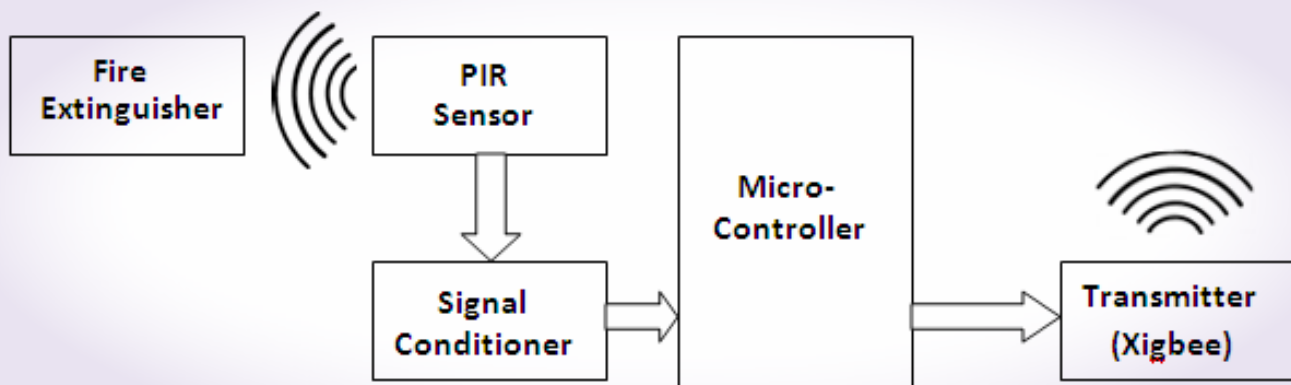 Fire
Extinguisher
PIR
Sensor
Micro-
Controller
Signal
Conditioner
Transmitter
(Xigbee)